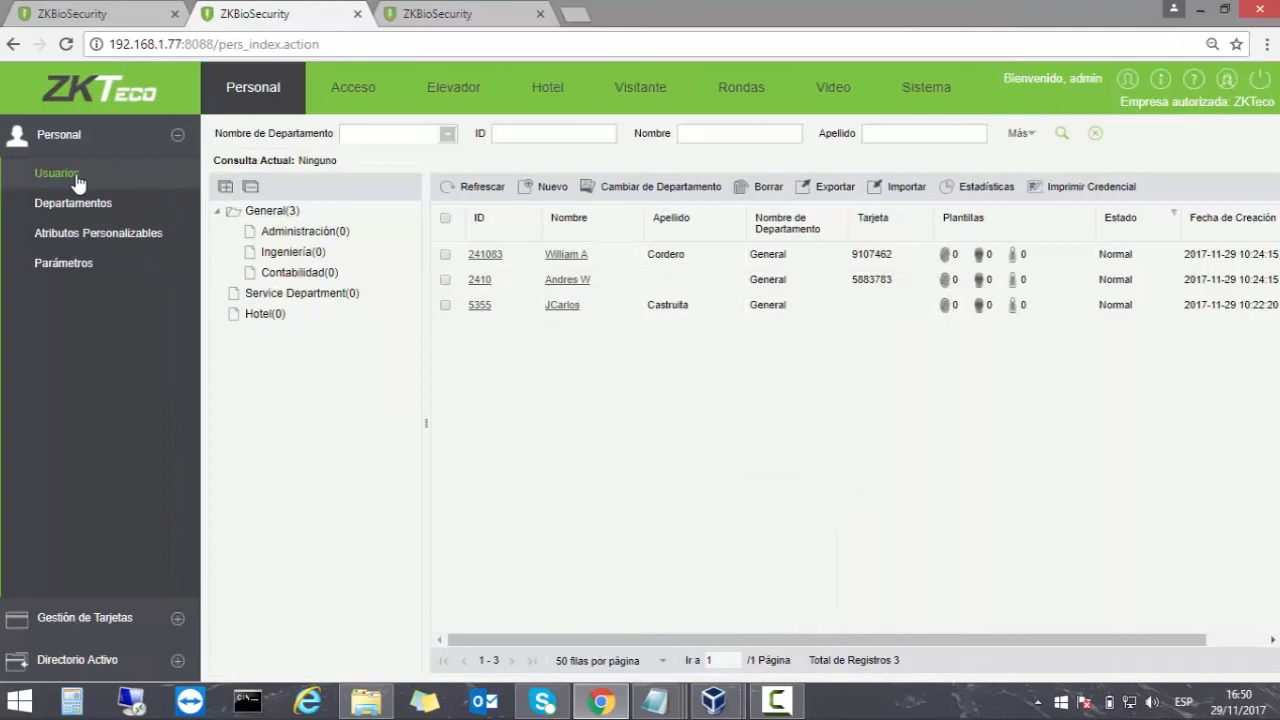 ZKBioSecurity
ZKBioSecurity
ZKBioSecurity
192.168.1.77:8088/pers_index.action
ZKTECO
Personal
Acceso
Elevador
Hotel
Visitante
Rondas
Video
Sistema
Bienvenido, admin
Empresa autorizada: ZKTeco
Personal
Usuarios
Departamentos
Atributos Personalizables
Parámetros
Gestión de Tarjetas
Directorio Activo
Nombre de Departamento
ID
Nombre
Apellido
Más
Consulta Actual: Ninguno
General(3)
Administración(0)
Ingeniería(0)
Contabilidad(0)
Service Department(0)
Hotel(0)
Refrescar Nuevo Cambiar de Departamento Borrar Exportar Importar Estadísticas Imprimir Credencial
ID Nombre Apellido Nombre de Departamento Tarjeta Plantillas Estado Fecha de Creación
241083 William A Cordero General 9107462 0 0 0 Normal 2017-11-29 10:24:15
2410 Andres W General 5883783 0 0 0 Normal 2017-11-29 10:24:15
5355 JCarlos Castruita General 0 0 0 Normal 2017-11-29 10:22:20
1 - 3 50 filas por página Ir a 1 /1 Página Total de Registros 3
ESP
16:50
29/11/2017